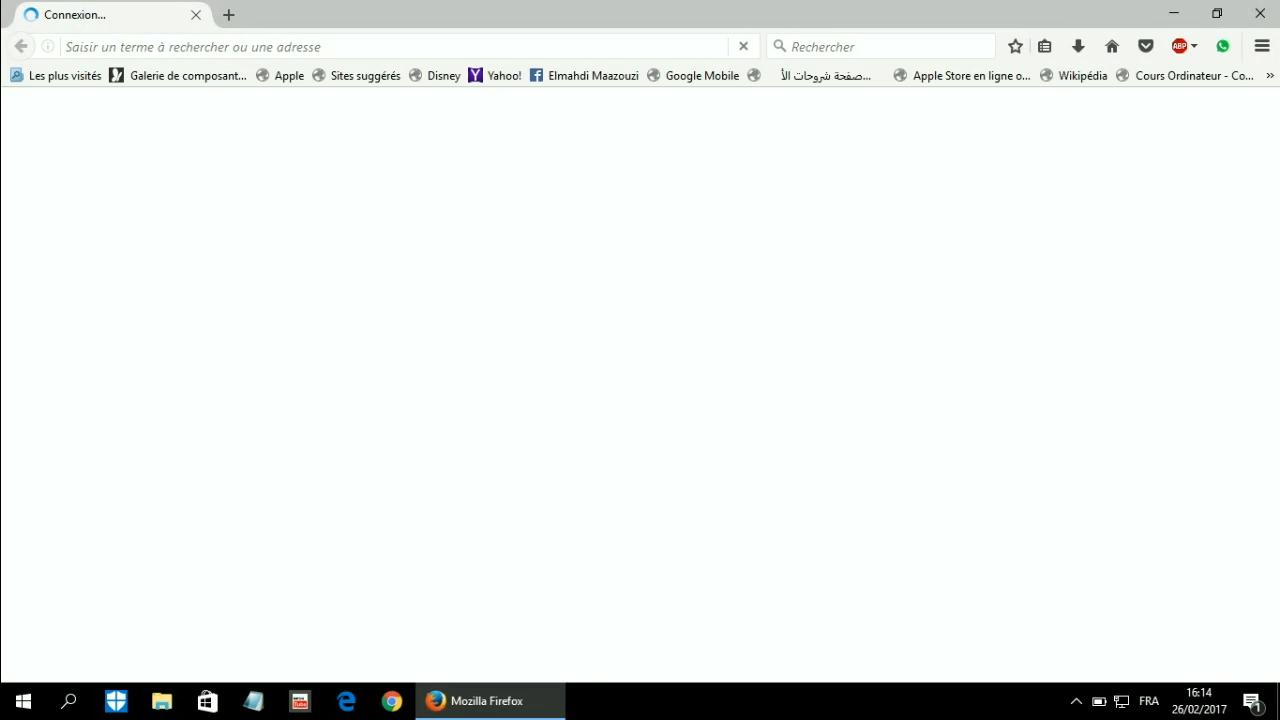 Connexion...
Saisir un terme à rechercher ou une adresse
Rechercher
ABP
Les plus visités Galerie de composant... Apple Sites suggérés Disney Yahoo! Elmahdi Maazouzi Google Mobile صفحة شروحات الأ... Apple Store en ligne o... Wikipédia Cours Ordinateur - Co... »
Mozilla Firefox
FRA
16:14
26/02/2017
1